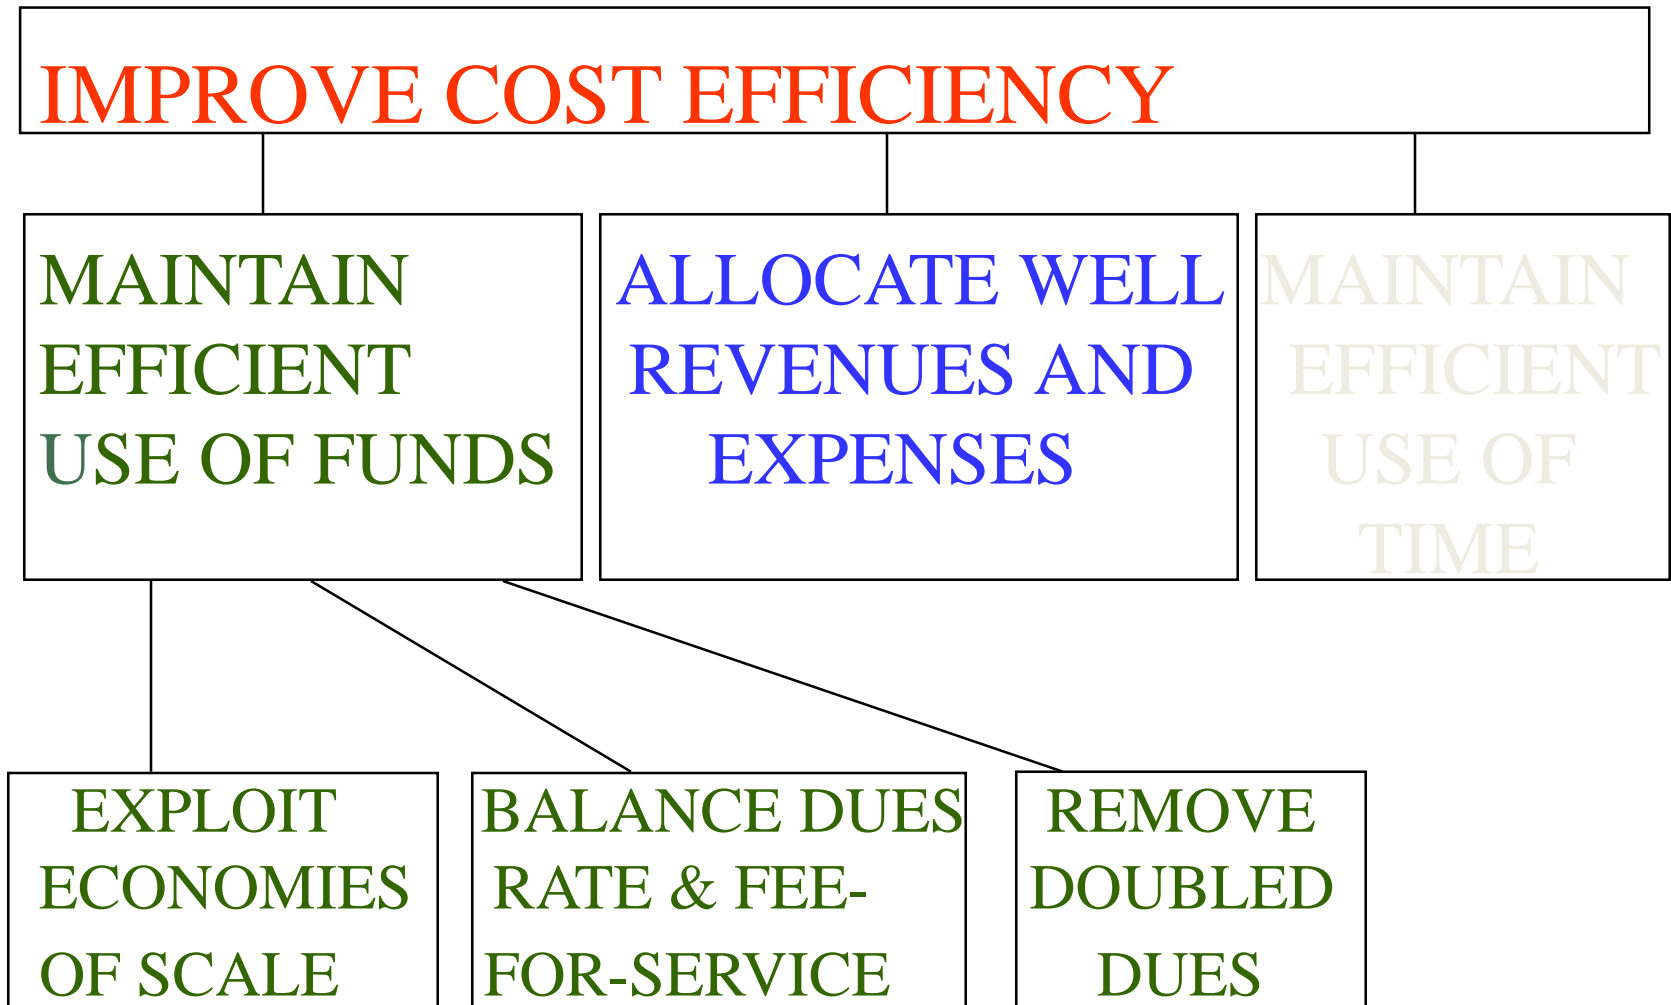 IMPROVE COST EFFICIENCY
MAINTAIN
EFFICIENT
USE OF FUNDS
ALLOCATE WELL
REVENUES AND
EXPENSES
MAINTAIN
EFFICIENT
USE OF
TIME
EXPLOIT
ECONOMIES
OF SCALE
BALANCE DUES
RATE & FEE-
FOR-SERVICE
REMOVE
DOUBLED
DUES